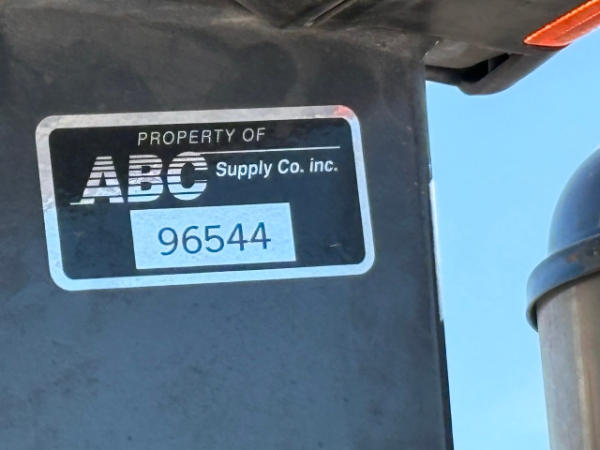 PROPERTY OF
ABC Supply Co. inc.
96544